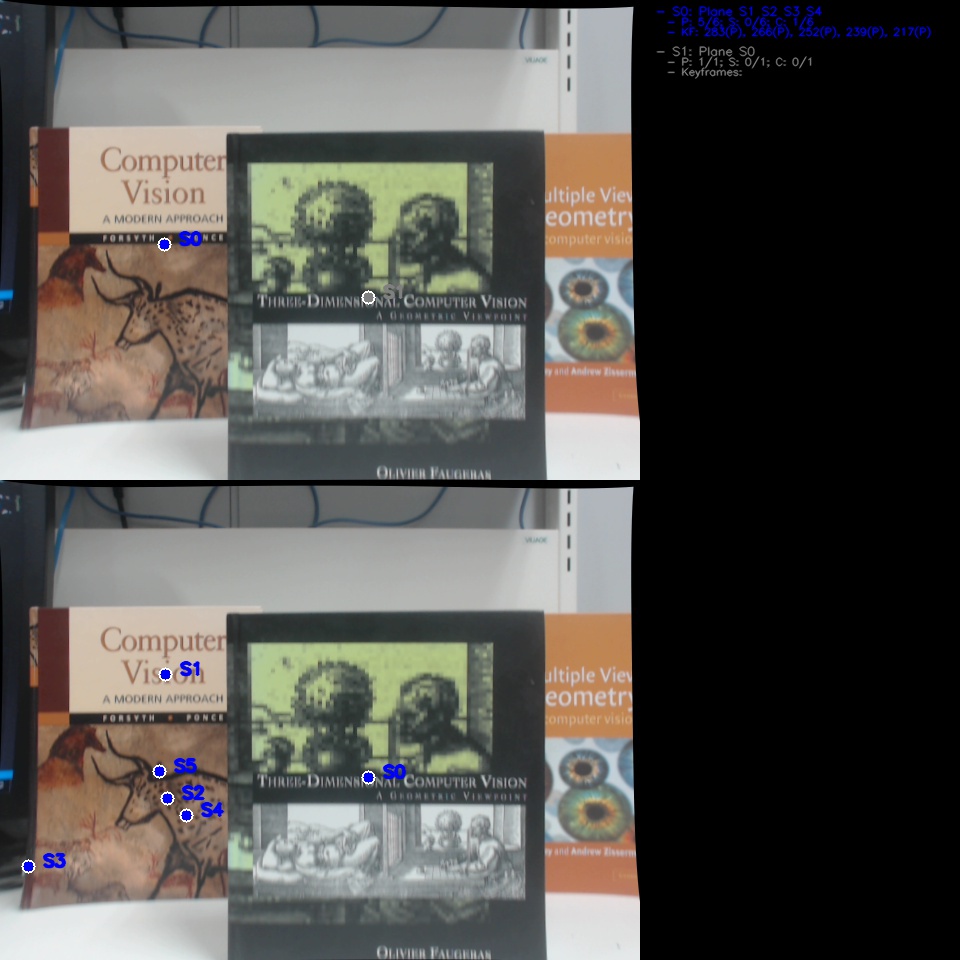 S0: Plane S1 S2 S3 S4
P: 5/6; S: 0/6; C: 1/6
KF: 283(P), 266(P), 252(P), 239(P), 217(P)
S1: Plane S0
P: 1/1; S: 0/1; C: 0/1
Keyframes:
VIGADE
Computer
Vision
A MODERN APPROACH
FORSYTH PONCE
S0
THREE-DIMENSIONAL COMPUTER VISION
A GEOMETRIC VIEWPOINT
OLIVIER FAUGERAS
ultiple View
eometry
computer visio
ey and Andrew Zisserm
VIGADE
Computer
Vision
S1
A MODERN APPROACH
FORSYTH PONCE
S5
S2
S4
S3
S0
THREE-DIMENSIONAL COMPUTER VISION
A GEOMETRIC VIEWPOINT
OLIVIER FAUGERAS
ultiple View
eometry
computer visio
ey and Andrew Zisserm